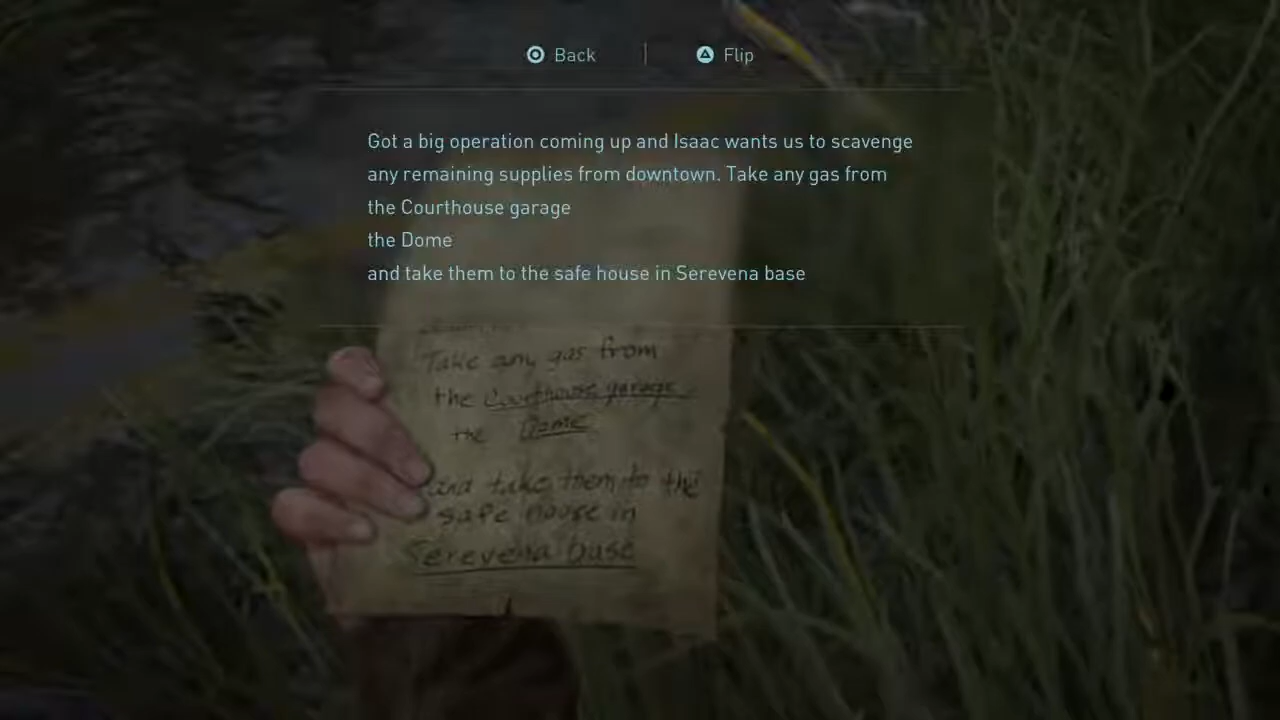 Back
Flip
Got a big operation coming up and Isaac wants us to scavenge
any remaining supplies from downtown. Take any gas from
the Courthouse garage
the Dome
and take them to the safe house in Serevena base
Take any gas from
the Courthouse garage
the Dome
and take them to the
safe house in
Serevena base